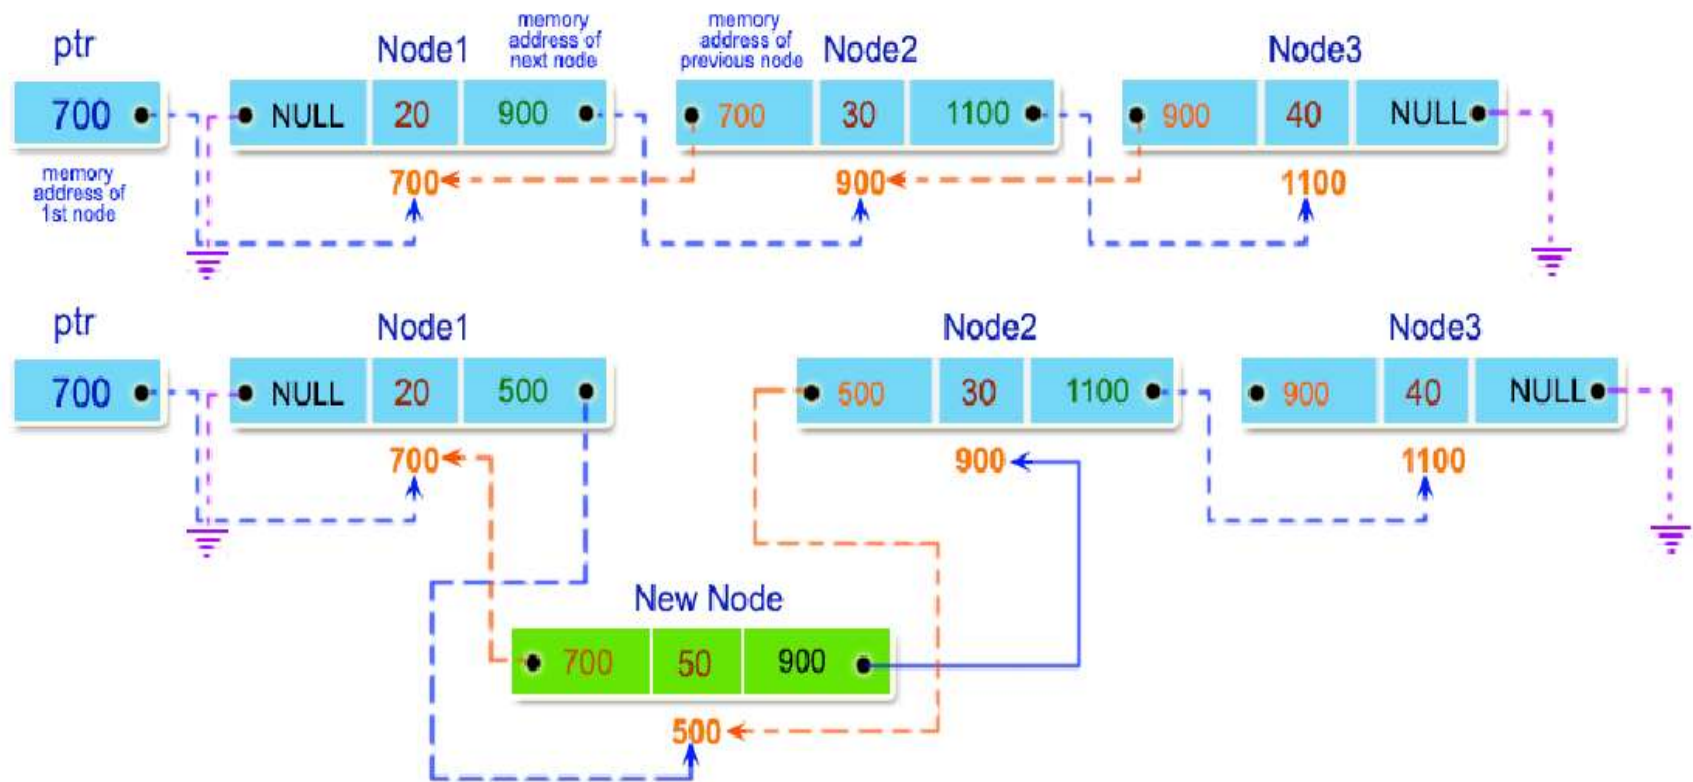 ptr
Node1
memory
address of
next node
memory
address of
previous node
Node2
Node3
700
NULL 20 900
700 30 1100
900 40 NULL
memory
address of
1st node
700
900
1100
ptr
Node1
Node2
Node3
700
NULL 20 500
500 30 1100
900 40 NULL
700
900
1100
New Node
700 50 900
500